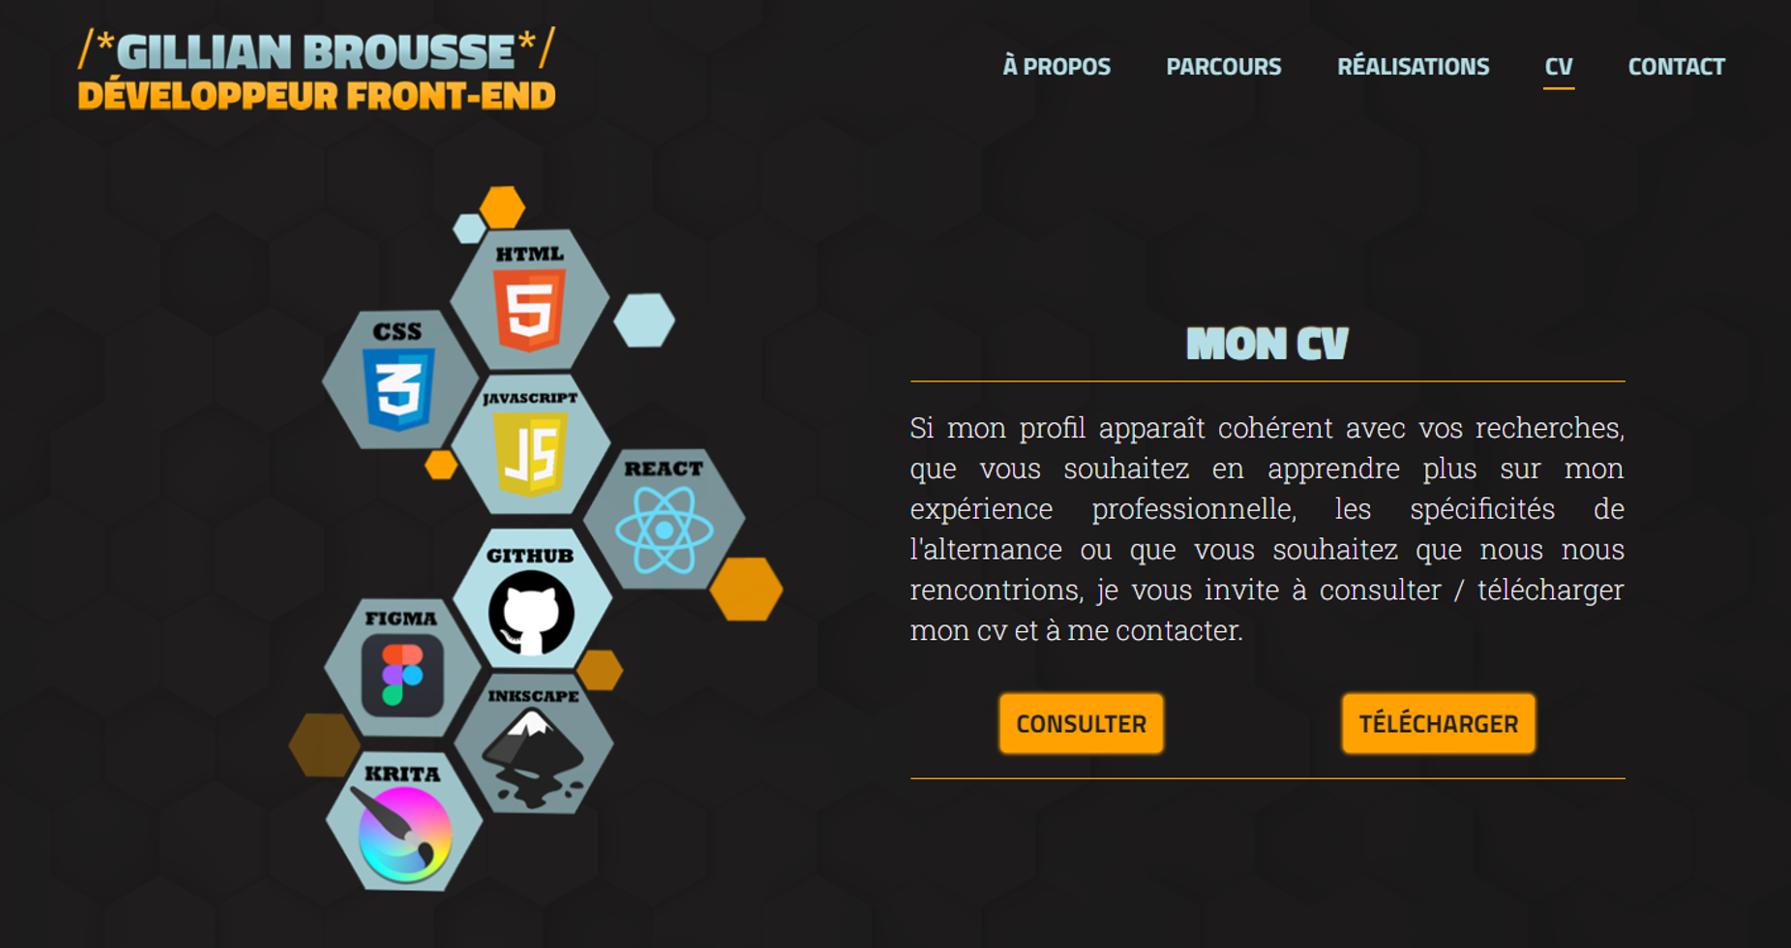 /*GILLIAN BROUSSE*/
DÉVELOPPEUR FRONT-END
À PROPOS
PARCOURS
RÉALISATIONS
CV
CONTACT
HTML
5
CSS
3
JAVASCRIPT
JS
REACT
GITHUB
FIGMA
INKSCAPE
KRITA
MON CV
Si mon profil apparaît cohérent avec vos recherches,
que vous souhaitez en apprendre plus sur mon
expérience professionnelle, les spécificités de
l'alternance ou que vous souhaitez que nous nous
rencontrions, je vous invite à consulter / télécharger
mon cv et à me contacter.
CONSULTER
TÉLÉCHARGER